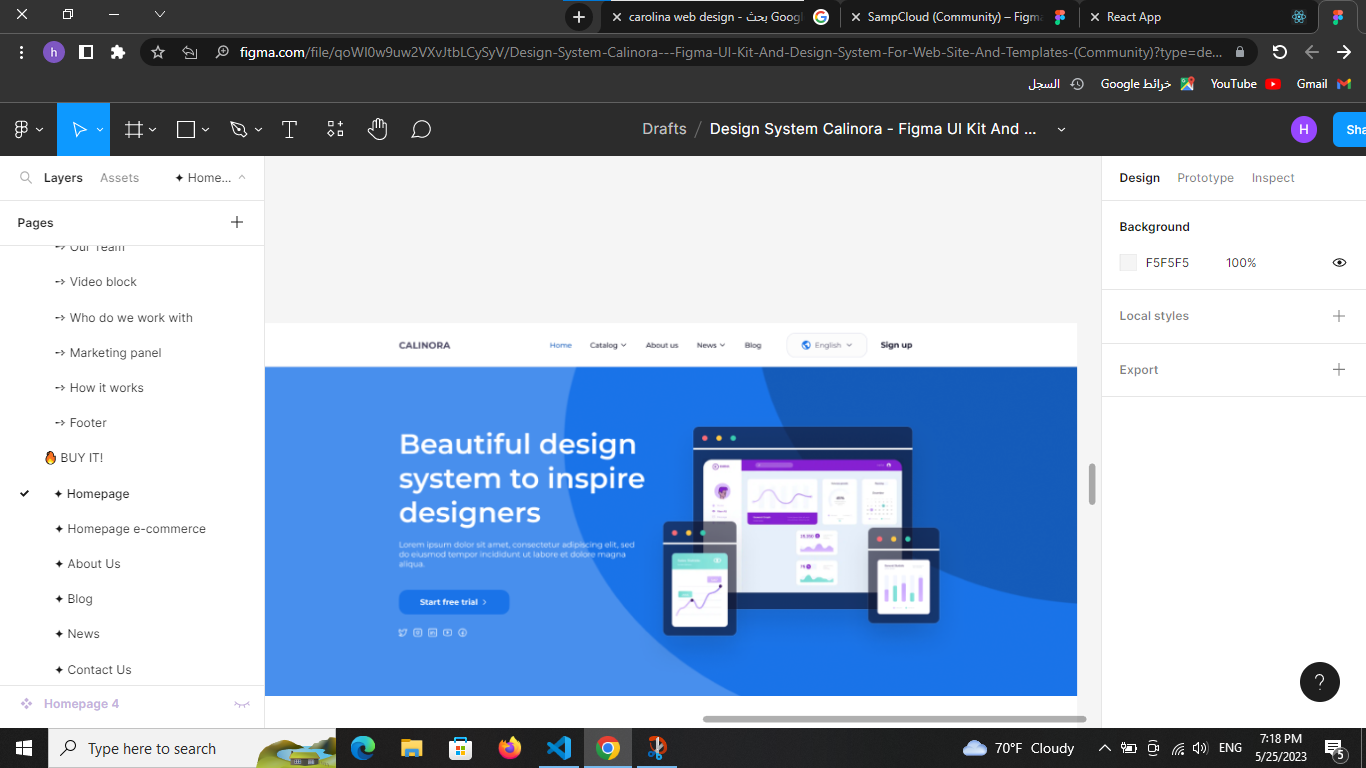 carolina web design - بحث Googl
SampCloud (Community) – Figma
React App
h
figma.com/file/qoWI0w9uw2VXvJtbLCySyV/Design-System-Calinora---Figma-UI-Kit-And-Design-System-For-Web-Site-And-Templates-(Community)?type=de...
السجل
خرائط Google
YouTube
Gmail
Drafts / Design System Calinora - Figma UI Kit And ...
H
Sha
Layers
Assets
✦ Home...
Design
Prototype
Inspect
Pages
Background
F5F5F5
100%
Local styles
Export
Our Team
Video block
Who do we work with
Marketing panel
How it works
Footer
🔥 BUY IT!
✦ Homepage
✦ Homepage e-commerce
✦ About Us
✦ Blog
✦ News
✦ Contact Us
Homepage 4
CALINORA
Home
Catalog
About us
News
Blog
English
Sign up
Beautiful design
system to inspire
designers
Lorem ipsum dolor sit amet, consectetur adipiscing elit, sed
do eiusmod tempor incididunt ut labore et dolore magna
aliqua.
Start free trial
?
Type here to search
70°F Cloudy
ENG
7:18 PM
5/25/2023
5